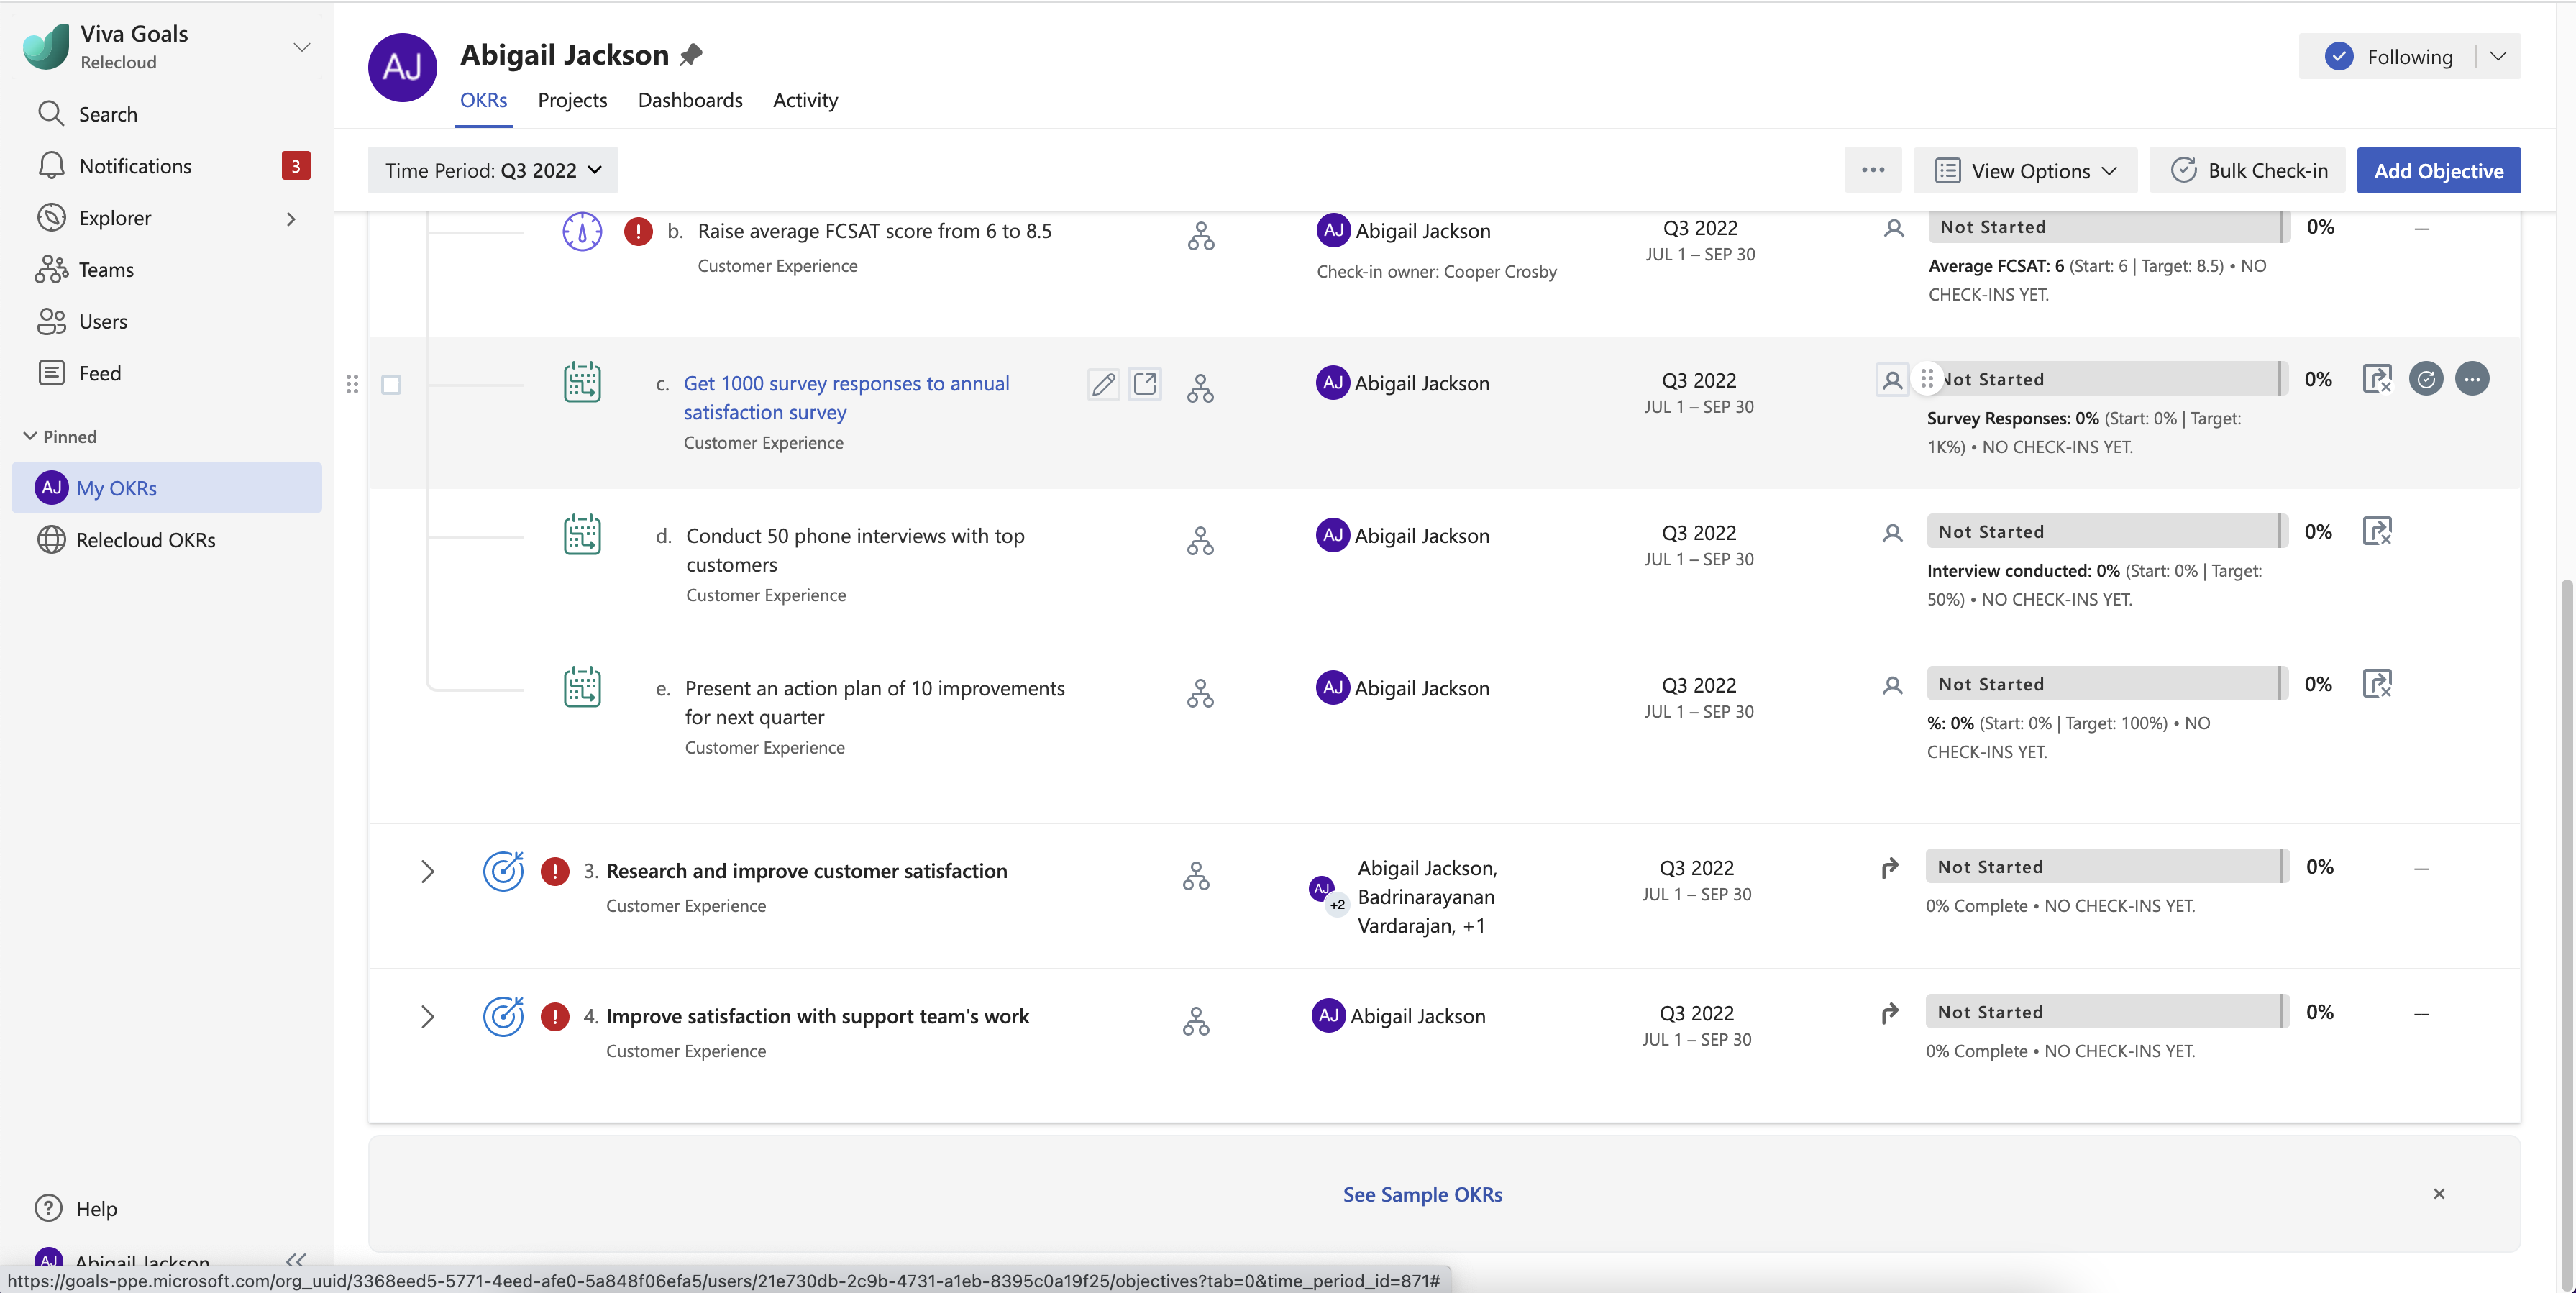 Viva Goals
Relecloud
Search
Notifications
3
Explorer
Teams
Users
Feed
Pinned
AJ
My OKRs
Relecloud OKRs
Help
AJ
Abigail Jackson
AJ
Abigail Jackson
Following
OKRs
Projects
Dashboards
Activity
Time Period: Q3 2022
View Options
Bulk Check-in
Add Objective
b. Raise average FCSAT score from 6 to 8.5
Customer Experience
AJ
Abigail Jackson
Check-in owner: Cooper Crosby
Q3 2022
JUL 1 – SEP 30
Not Started
0%
—
Average FCSAT: 6 (Start: 6 | Target: 8.5) • NO
CHECK-INS YET.
c. Get 1000 survey responses to annual
satisfaction survey
Customer Experience
AJ
Abigail Jackson
Q3 2022
JUL 1 – SEP 30
Not Started
0%
Survey Responses: 0% (Start: 0% | Target:
1K%) • NO CHECK-INS YET.
d. Conduct 50 phone interviews with top
customers
Customer Experience
AJ
Abigail Jackson
Q3 2022
JUL 1 – SEP 30
Not Started
0%
Interview conducted: 0% (Start: 0% | Target:
50%) • NO CHECK-INS YET.
e. Present an action plan of 10 improvements
for next quarter
Customer Experience
AJ
Abigail Jackson
Q3 2022
JUL 1 – SEP 30
Not Started
0%
%: 0% (Start: 0% | Target: 100%) • NO
CHECK-INS YET.
3. Research and improve customer satisfaction
Customer Experience
AJ
+2
Abigail Jackson,
Badrinarayanan
Vardarajan, +1
Q3 2022
JUL 1 – SEP 30
Not Started
0%
—
0% Complete • NO CHECK-INS YET.
4. Improve satisfaction with support team's work
Customer Experience
AJ
Abigail Jackson
Q3 2022
JUL 1 – SEP 30
Not Started
0%
—
0% Complete • NO CHECK-INS YET.
See Sample OKRs
https://goals-ppe.microsoft.com/org_uuid/3368eed5-5771-4eed-afe0-5a848f06efa5/users/21e730db-2c9b-4731-a1eb-8395c0a19f25/objectives?tab=0&time_period_id=871#